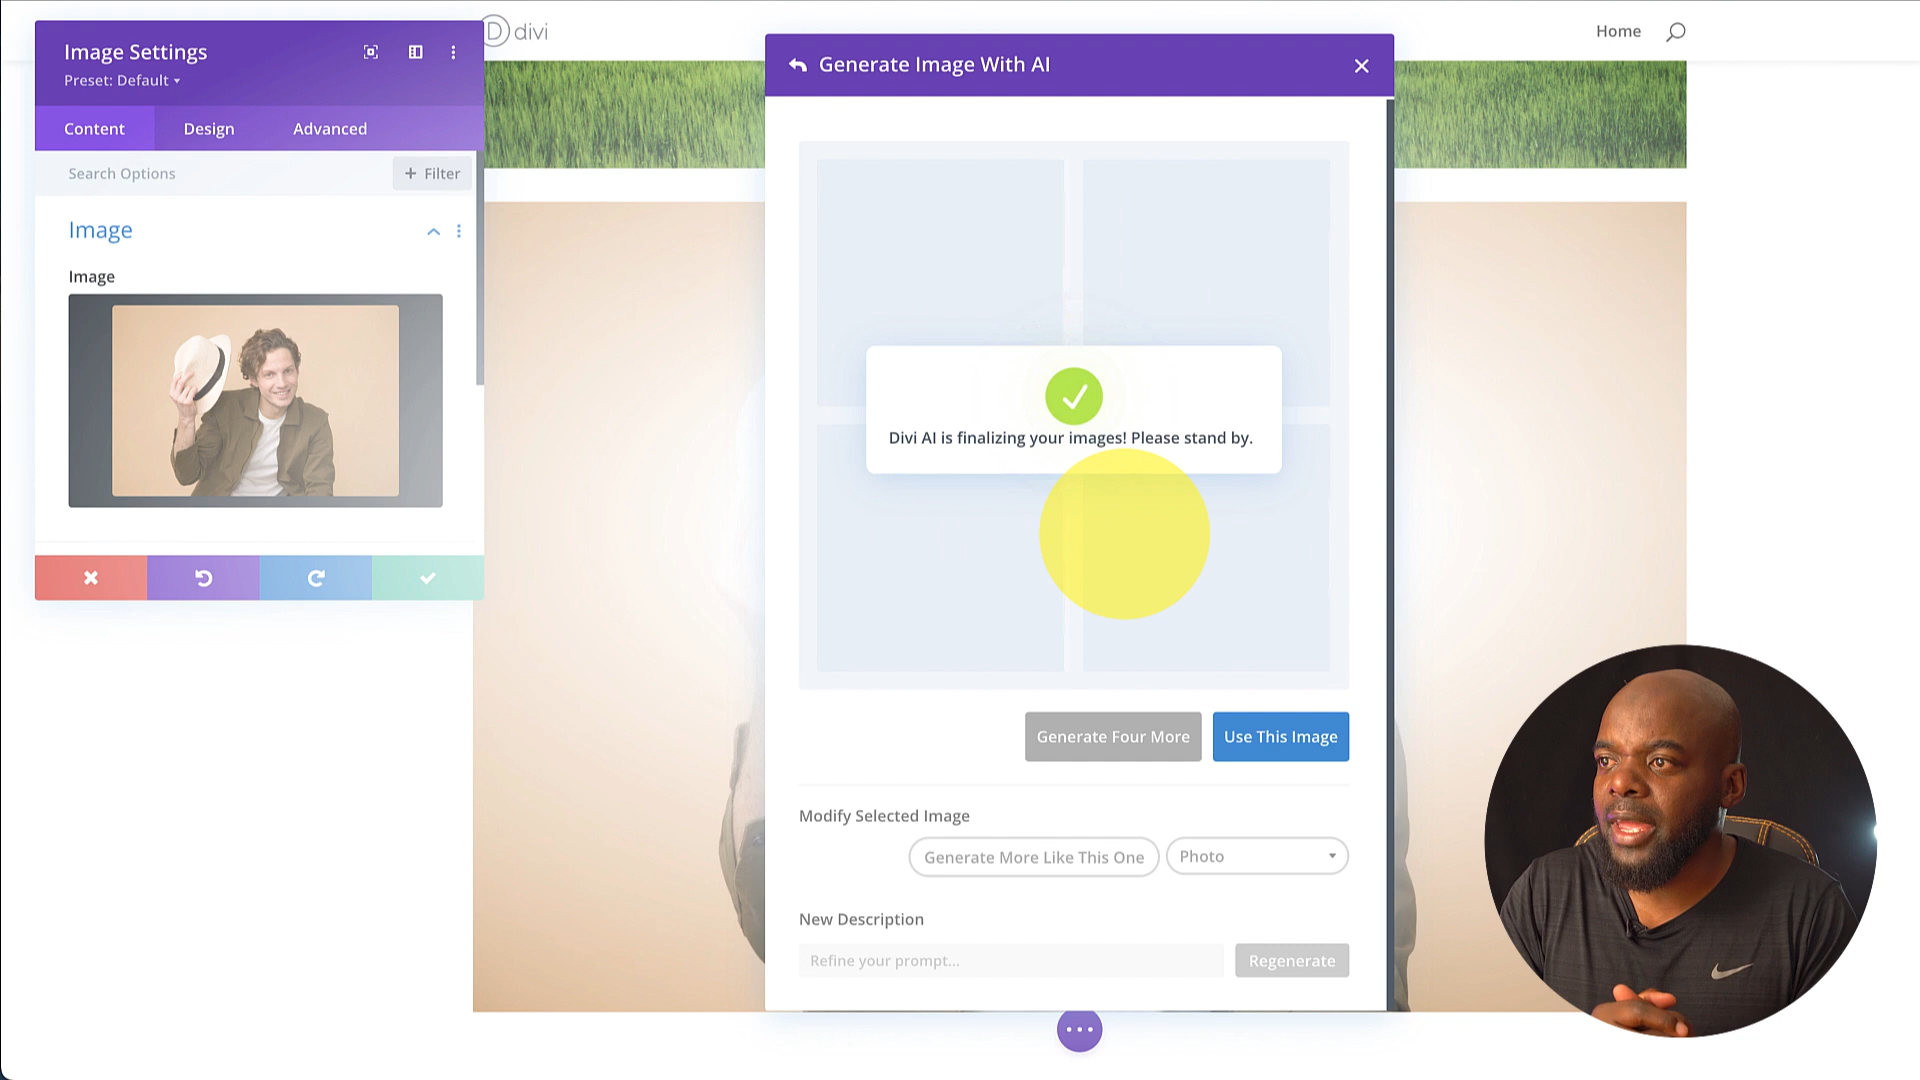 Image Settings
Preset: Default
Content
Design
Advanced
Search Options
+ Filter
Image
Image
D divi
Home
Generate Image With AI
Divi AI is finalizing your images! Please stand by.
Generate Four More
Use This Image
Modify Selected Image
Generate More Like This One
Photo
New Description
Refine your prompt...
Regenerate